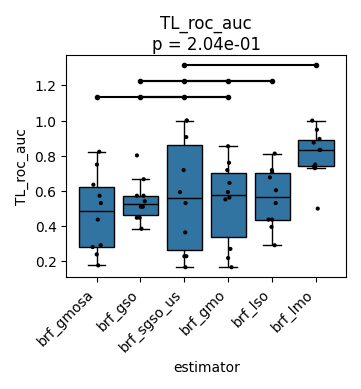 TL_roc_auc
p = 2.04e-01
TL_roc_auc
1.2
1.0
0.8
0.6
0.4
0.2
brf_gmosa
brf_gso
brf_sgso_us
brf_gmo
brf_lso
brf_lmo
estimator